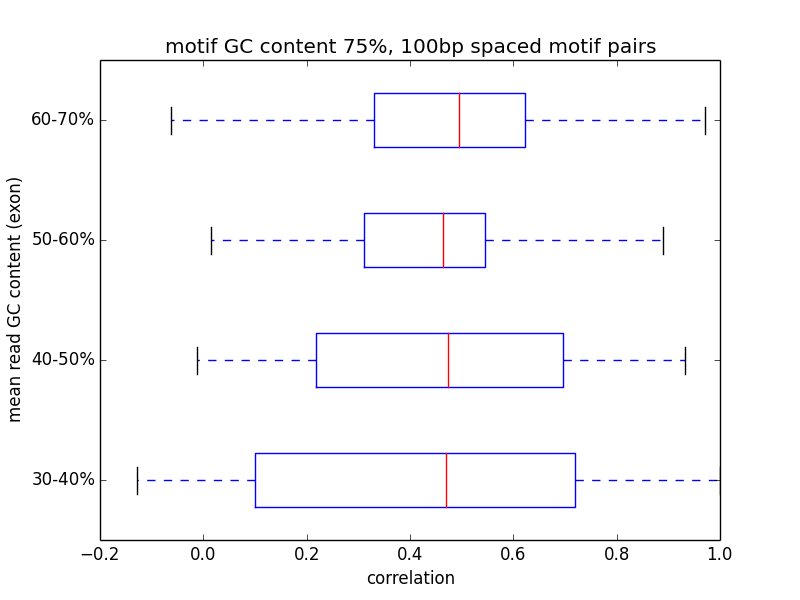 motif GC content 75%, 100bp spaced motif pairs
60-70%
50-60%
40-50%
30-40%
mean read GC content (exon)
−0.2 0.0 0.2 0.4 0.6 0.8 1.0
correlation